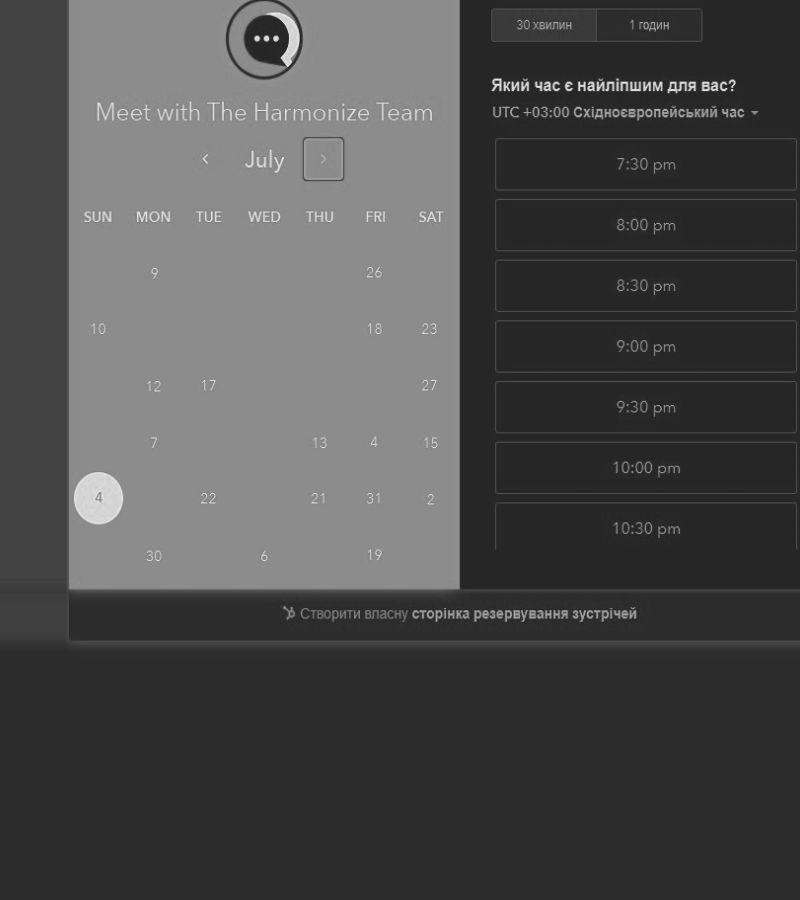 Meet with The Harmonize Team
July
SUN MON TUE WED THU FRI SAT
9 26
10 18 23
12 17 27
7 13 4 15
4 22 21 31 2
30 6 19
30 хвилин 1 годин
Який час є найліпшим для вас?
UTC +03:00 Східноєвропейський час
7:30 pm
8:00 pm
8:30 pm
9:00 pm
9:30 pm
10:00 pm
10:30 pm
Створити власну сторінка резервування зустрічей